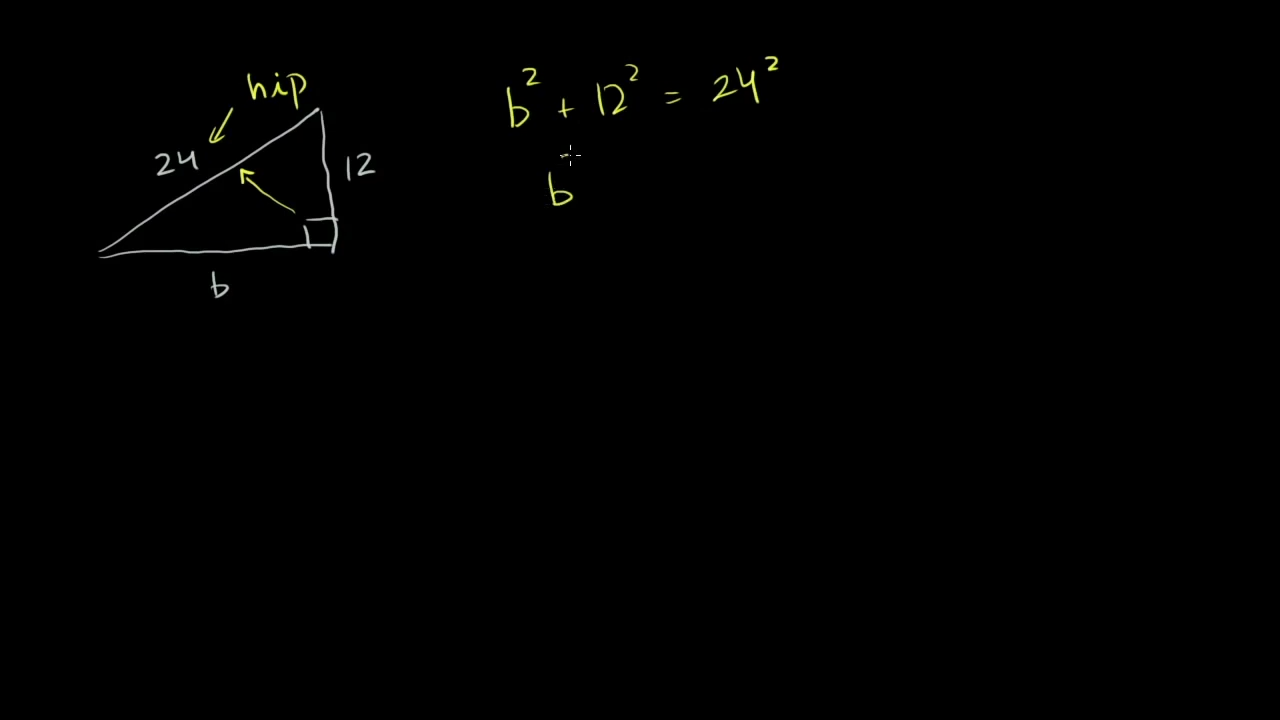 hip
24
12
b
b² + 12² = 24²
b